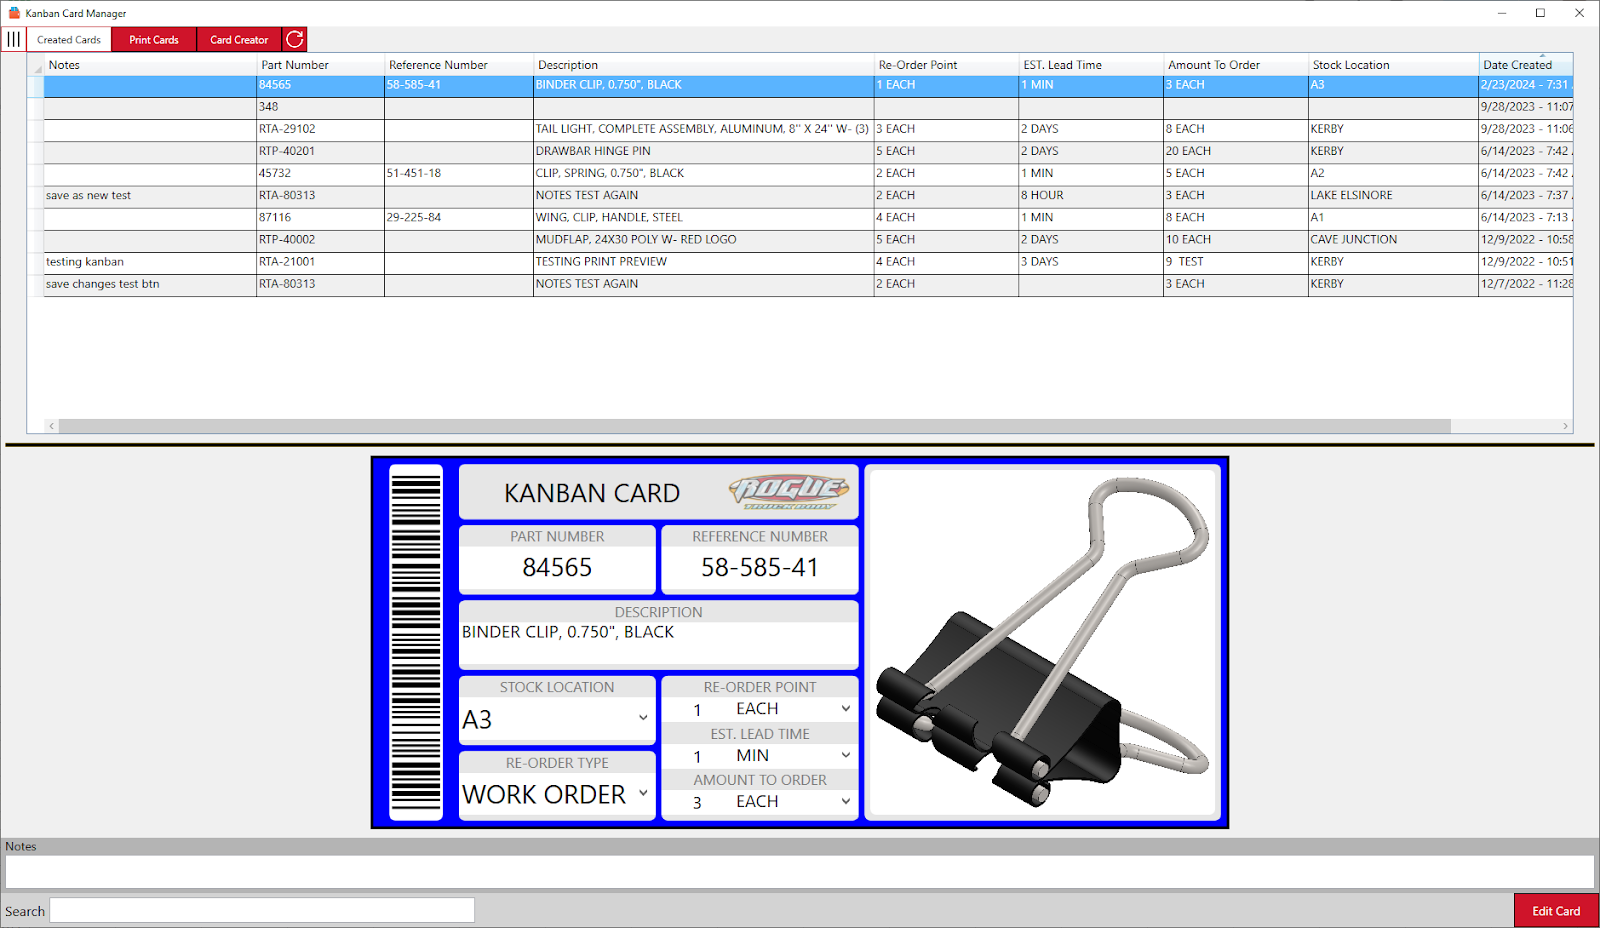 Kanban Card Manager
Created Cards Print Cards Card Creator
Notes Part Number Reference Number Description Re-Order Point EST. Lead Time Amount To Order Stock Location Date Created
84565 58-585-41 BINDER CLIP, 0.750", BLACK 1 EACH 1 MIN 3 EACH A3 2/23/2024 - 7:31
348 9/28/2023 - 11:07
RTA-29102 TAIL LIGHT, COMPLETE ASSEMBLY, ALUMINUM, 8" X 24" W- (3) 3 EACH 2 DAYS 8 EACH KERBY 9/28/2023 - 11:06
RTP-40201 DRAWBAR HINGE PIN 5 EACH 2 DAYS 20 EACH KERBY 6/14/2023 - 7:42
45732 51-451-18 CLIP, SPRING, 0.750", BLACK 2 EACH 1 MIN 5 EACH A2 6/14/2023 - 7:42
save as new test RTA-80313 NOTES TEST AGAIN 2 EACH 8 HOUR 3 EACH LAKE ELSINORE 6/14/2023 - 7:37
87116 29-225-84 WING, CLIP, HANDLE, STEEL 4 EACH 1 MIN 8 EACH A1 6/14/2023 - 7:13
RTP-40002 MUDFLAP, 24X30 POLY W- RED LOGO 5 EACH 2 DAYS 10 EACH CAVE JUNCTION 12/9/2022 - 10:58
testing kanban RTA-21001 TESTING PRINT PREVIEW 4 EACH 3 DAYS 9 TEST KERBY 12/9/2022 - 10:51
save changes test btn RTA-80313 NOTES TEST AGAIN 2 EACH 3 EACH KERBY 12/7/2022 - 11:28
KANBAN CARD ROGUE
TRUCK BODY
PART NUMBER REFERENCE NUMBER
84565 58-585-41
DESCRIPTION
BINDER CLIP, 0.750", BLACK
STOCK LOCATION
A3
RE-ORDER TYPE
WORK ORDER
RE-ORDER POINT
1 EACH
EST. LEAD TIME
1 MIN
AMOUNT TO ORDER
3 EACH
Notes
Search Edit Card